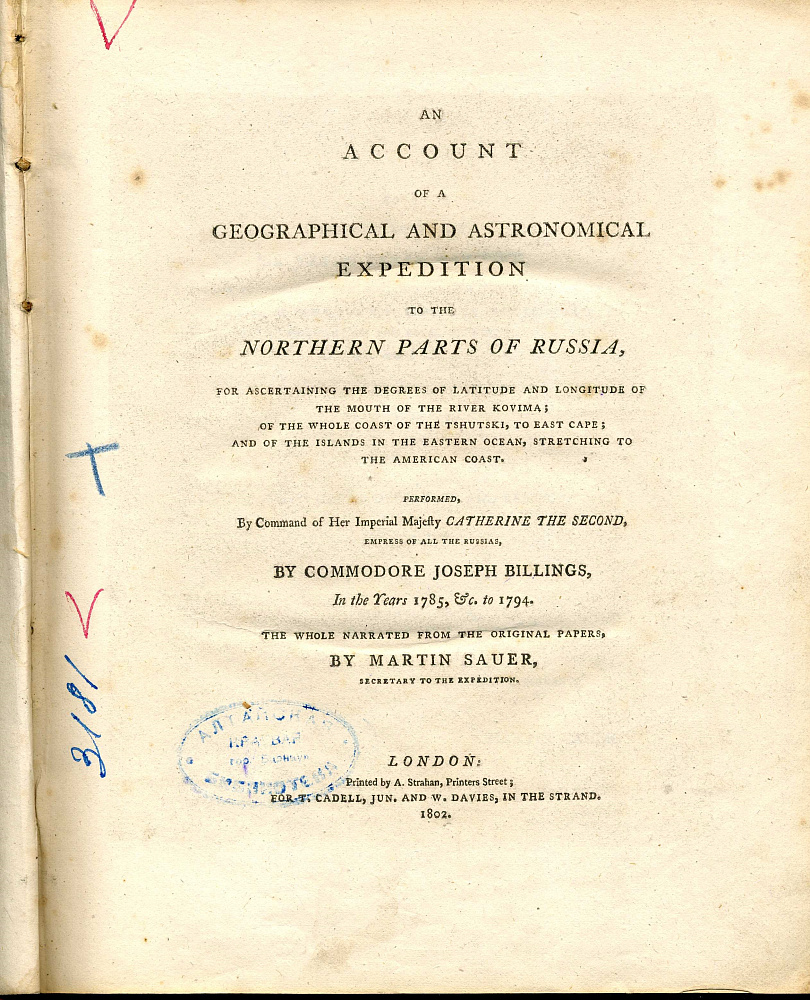 AN
ACCOUNT
OF A
GEOGRAPHICAL AND ASTRONOMICAL
EXPEDITION
TO THE
NORTHERN PARTS OF RUSSIA,
FOR ASCERTAINING THE DEGREES OF LATITUDE AND LONGITUDE OF
THE MOUTH OF THE RIVER KOVIMA;
OF THE WHOLE COAST OF THE TSHUTSKI, TO EAST CAPE;
AND OF THE ISLANDS IN THE EASTERN OCEAN, STRETCHING TO
THE AMERICAN COAST.
PERFORMED,
By Command of Her Imperial Majeſty CATHERINE THE SECOND,
EMPRESS OF ALL THE RUSSIAS,
BY COMMODORE JOSEPH BILLINGS,
In the Years 1785, &c. to 1794.
THE WHOLE NARRATED FROM THE ORIGINAL PAPERS,
BY MARTIN SAUER,
SECRETARY TO THE EXPEDITION.
3181
АЛТАЙСКАЯ
КРАЕВАЯ
LONDON:
Printed by A. Strahan, Printers Street;
FOR T. CADELL, JUN. AND W. DAVIES, IN THE STRAND.
1802.